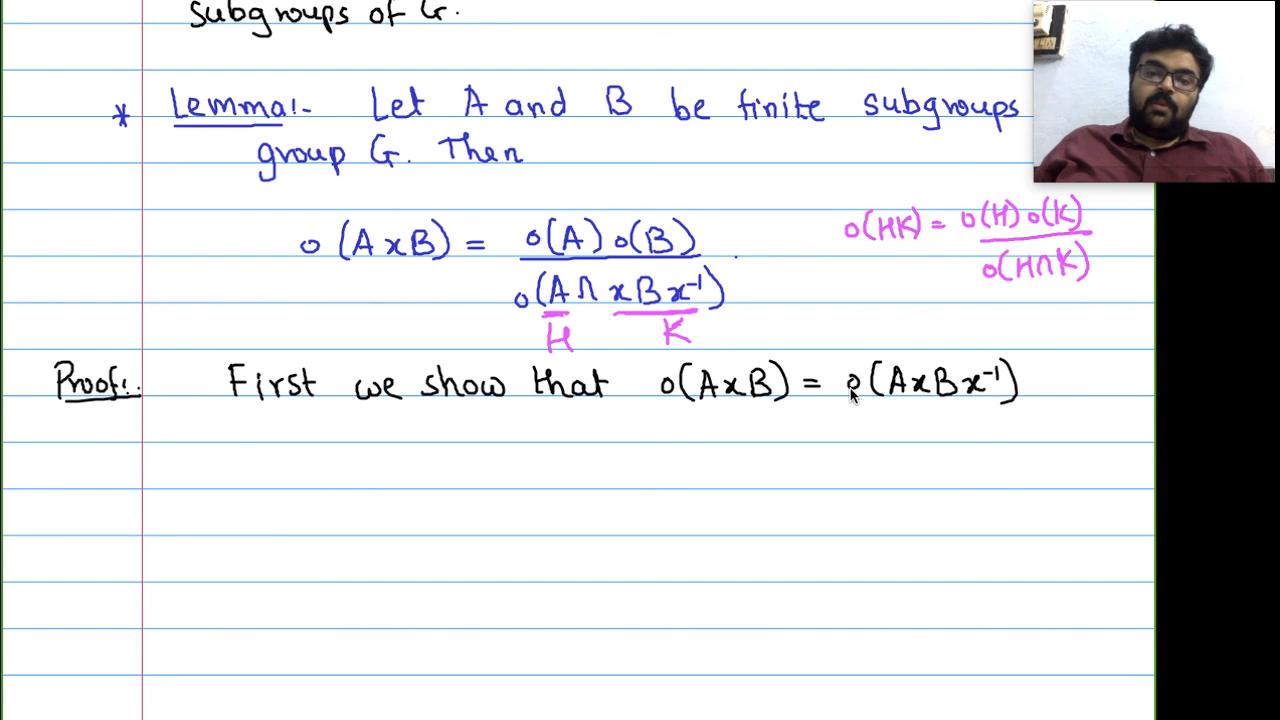 subgroups of G.
* Lemma:- Let A and B be finite subgroups
group G. Then
o(AxB) = o(A) o(B) / o(A ∩ xBx⁻¹) .
o(HK) = o(H) o(K) / o(H∩K)
H K
Proof:. First we show that o(AxB) = o(AxBx⁻¹)